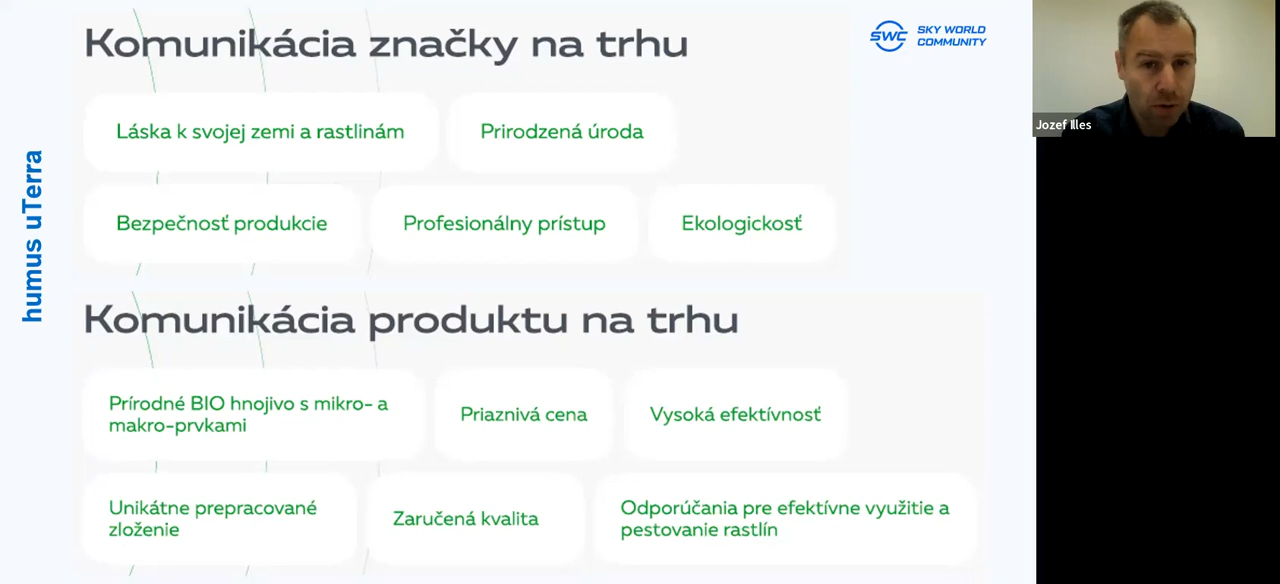 Komunikácia značky na trhu
SWC
SKY WORLD
COMMUNITY
Láska k svojej zemi a rastlinám
Prirodzená úroda
Bezpečnosť produkcie
Profesionálny prístup
Ekologickosť
humus uTerra
Komunikácia produktu na trhu
Prírodné BIO hnojivo s mikro- a
makro-prvkami
Priaznivá cena
Vysoká efektívnosť
Unikátne prepracované
zloženie
Zaručená kvalita
Odporúčania pre efektívne využitie a
pestovanie rastlín
Jozef Illes